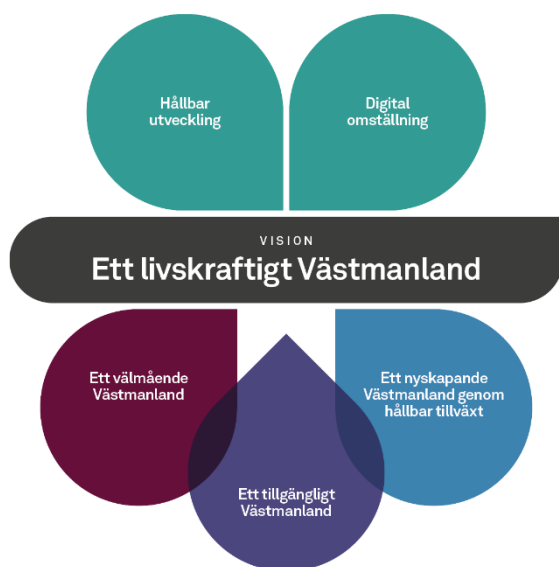 Hållbar
utveckling
Digital
omställning
VISION
Ett livskraftigt Västmanland
Ett välmående
Västmanland
Ett nyskapande
Västmanland genom
hållbar tillväxt
Ett tillgängligt
Västmanland